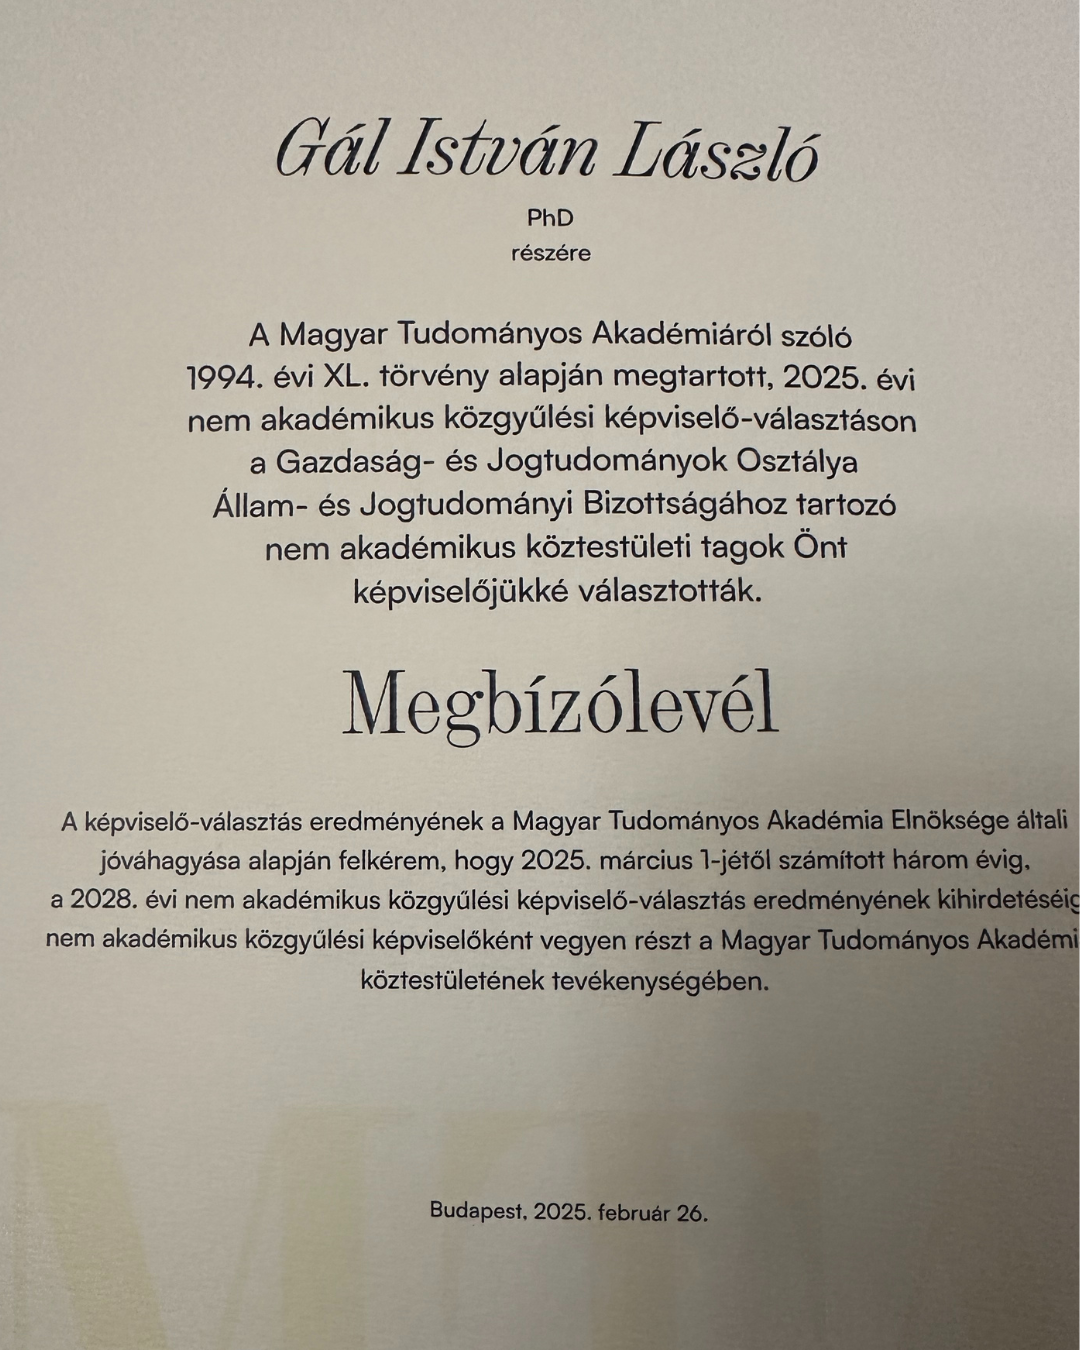 Gál István László
PhD
részére
A Magyar Tudományos Akadémiáról szóló
1994. évi XL. törvény alapján megtartott, 2025. évi
nem akadémikus közgyűlési képviselő-választáson
a Gazdaság- és Jogtudományok Osztálya
Állam- és Jogtudományi Bizottságához tartozó
nem akadémikus köztestületi tagok Önt
képviselőjükké választották.
Megbízólevél
A képviselő-választás eredményének a Magyar Tudományos Akadémia Elnöksége általi
jóváhagyása alapján felkérem, hogy 2025. március 1-jétől számított három évig,
a 2028. évi nem akadémikus közgyűlési képviselő-választás eredményének kihirdetéséig
nem akadémikus közgyűlési képviselőként vegyen részt a Magyar Tudományos Akadémi
köztestületének tevékenységében.
Budapest, 2025. február 26.